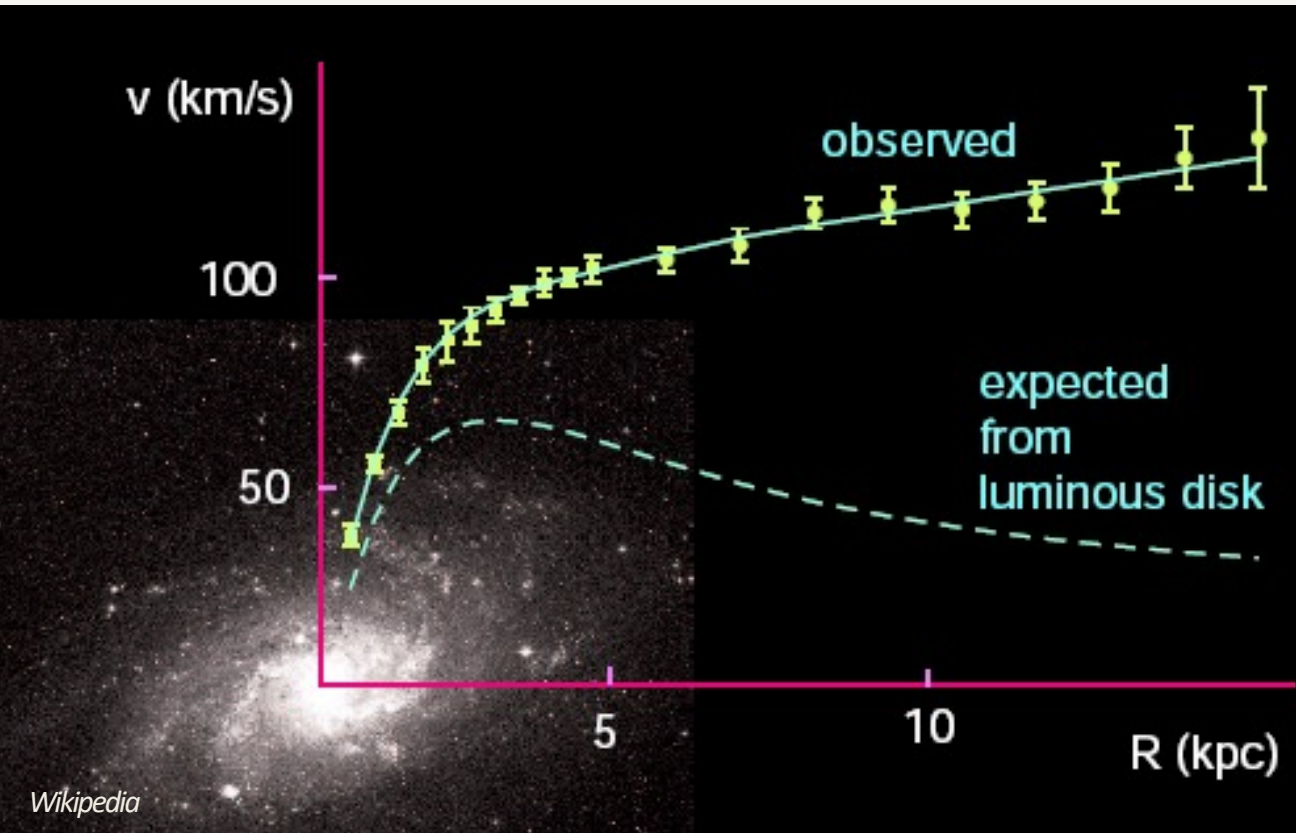 v (km/s)
observed
100
expected
from
luminous disk
50
5
10
R (kpc)
Wikipedia